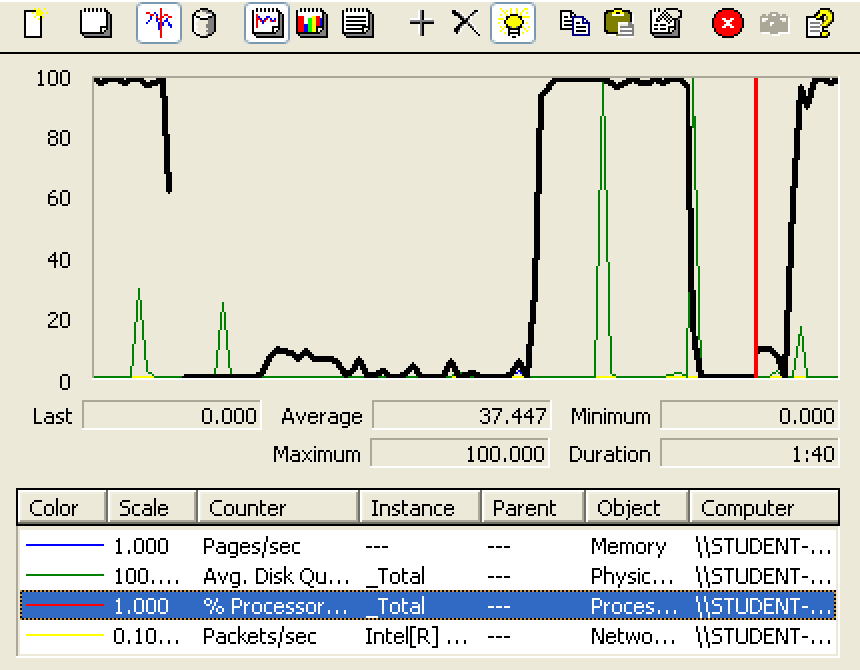 100
80
60
40
20
0
Last 0.000 Average 37.447 Minimum 0.000
Maximum 100.000 Duration 1:40
Color Scale Counter Instance Parent Object Computer
1.000 Pages/sec --- --- Memory \\STUDENT-...
100.... Avg. Disk Qu... _Total --- Physic... \\STUDENT-...
1.000 % Processor... _Total --- Proces... \\STUDENT-...
0.10... Packets/sec Intel[R] ... --- Netwo... \\STUDENT-...